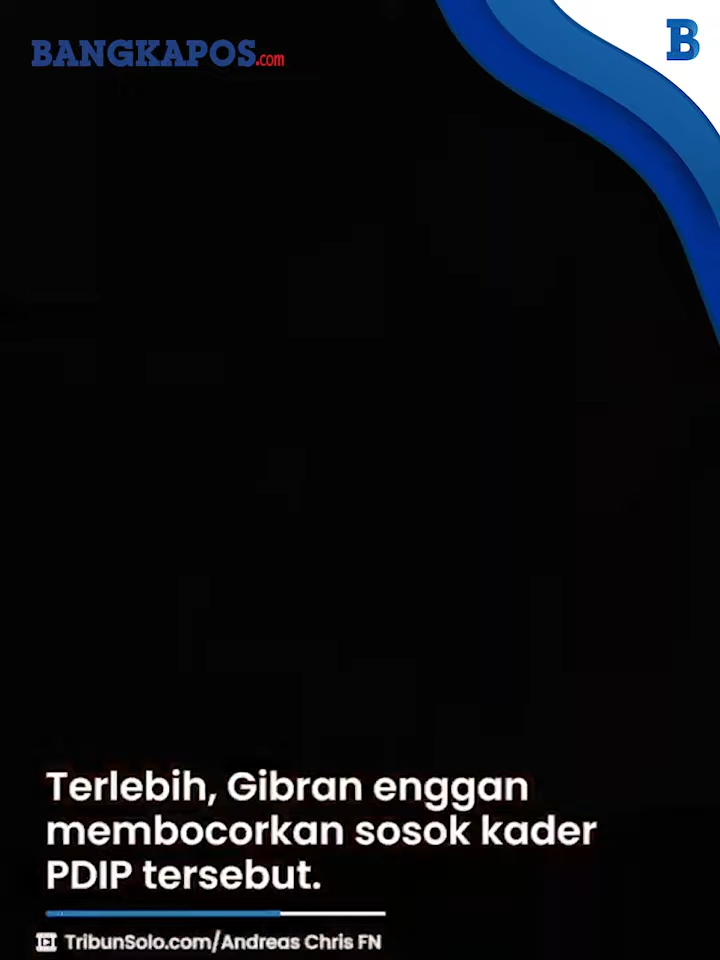 BANGKAPOS.com
B
Terlebih, Gibran enggan
membocorkan sosok kader
PDIP tersebut.
TribunSolo.com/Andreas Chris FN